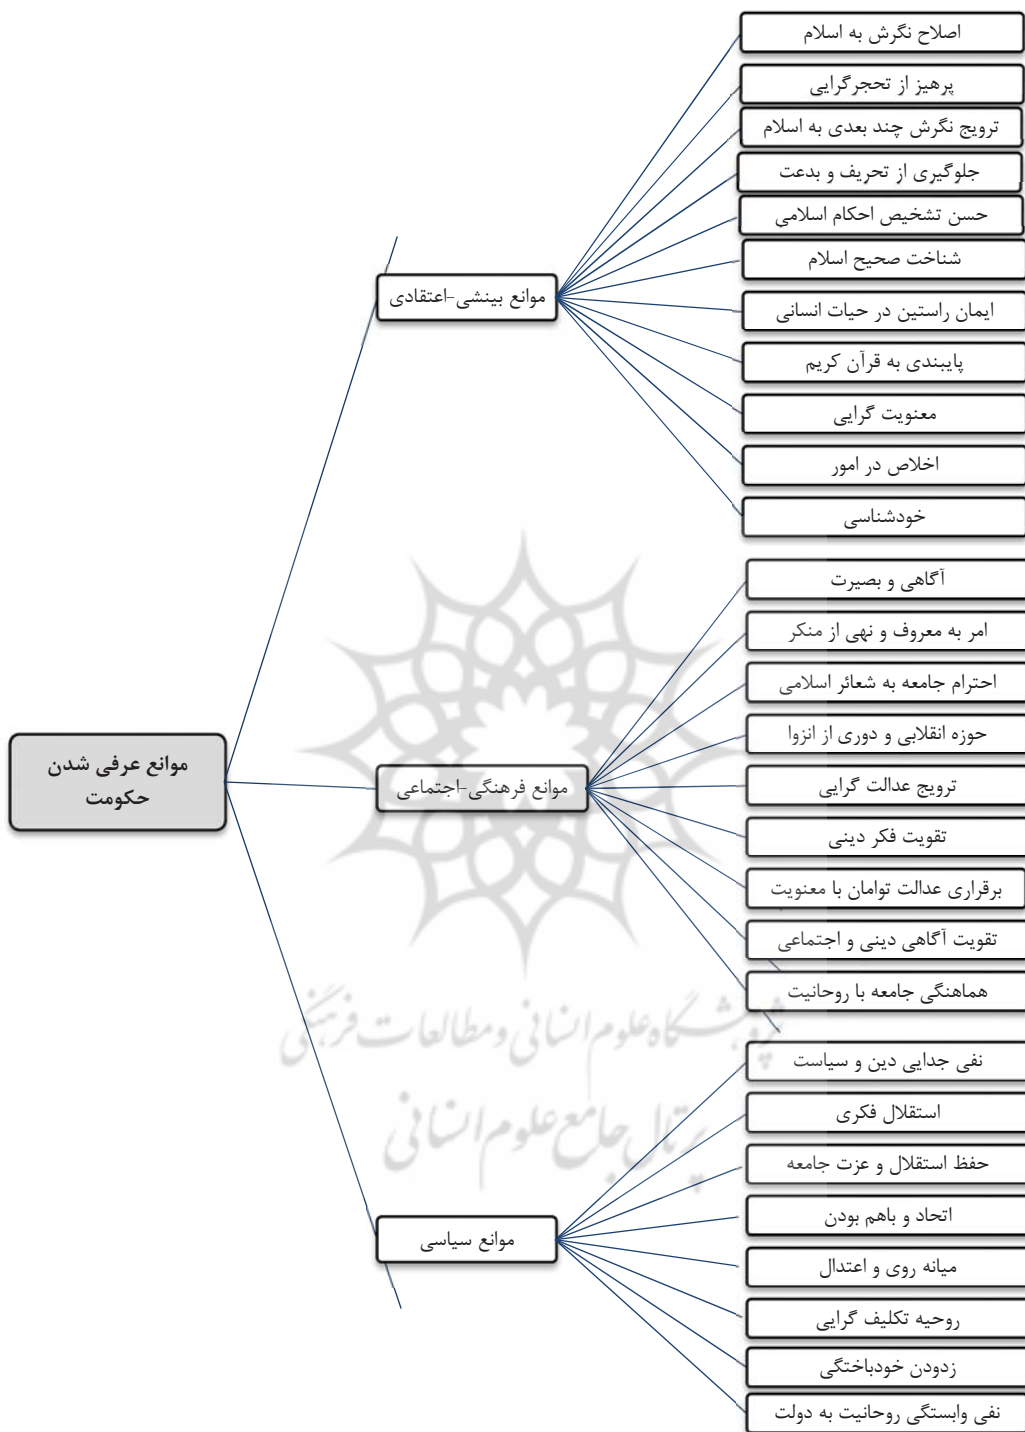 موانع عرفی شدن
حکومت
موانع بینشی-اعتقادی
اصلاح نگرش به اسلام
پرهیز از تحجرگرایی
ترویج نگرش چند بعدی به اسلام
جلوگیری از تحریف و بدعت
حسن تشخیص احکام اسلامی
شناخت صحیح اسلام
ایمان راستین در حیات انسانی
پایبندی به قرآن کریم
معنویت گرایی
اخلاص در امور
خودشناسی
موانع فرهنگی-اجتماعی
آگاهی و بصیرت
امر به معروف و نهی از منکر
احترام جامعه به شعائر اسلامی
حوزه انقلابی و دوری از انزوا
ترویج عدالت گرایی
تقویت فکر دینی
برقراری عدالت توامان با معنویت
تقویت آگاهی دینی و اجتماعی
هماهنگی جامعه با روحانیت
موانع سیاسی
نفی جدایی دین و سیاست
استقلال فکری
حفظ استقلال و عزت جامعه
اتحاد و باهم بودن
میانه روی و اعتدال
روحیه تکلیف گرایی
زدودن خودباختگی
نفی وابستگی روحانیت به دولت
پژوهشگاه علوم انسانی و مطالعات فرهنگی
پرتال جامع علوم انسانی